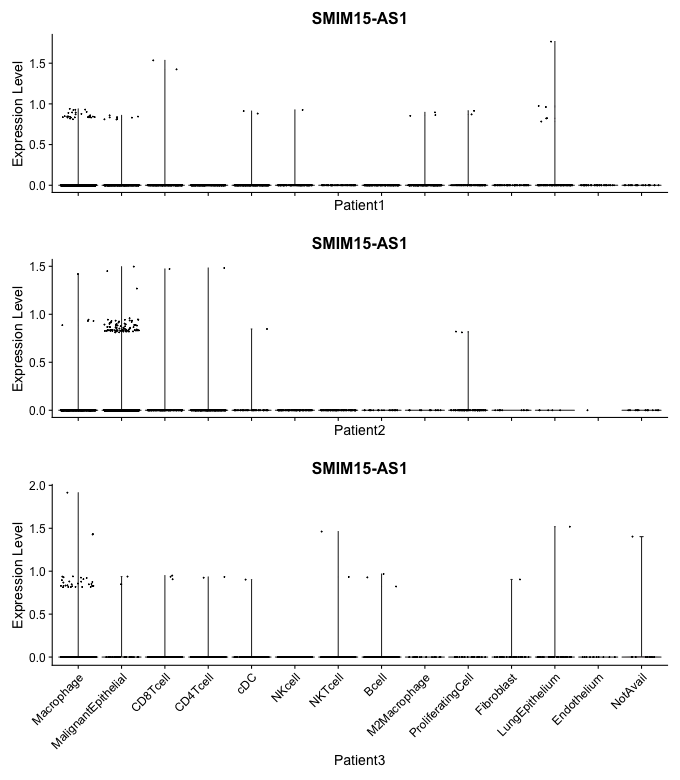 SMIM15-AS1
Expression Level
1.5
1.0
0.5
0.0
Patient1
SMIM15-AS1
Expression Level
1.5
1.0
0.5
0.0
Patient2
SMIM15-AS1
Expression Level
2.0
1.5
1.0
0.5
0.0
Macrophage
MalignantEpithelial
CD8Tcell
CD4Tcell
cDC
NKcell
NKTcell
Bcell
M2Macrophage
ProliferatingCell
Fibroblast
LungEpithelium
Endothelium
NotAvail
Patient3